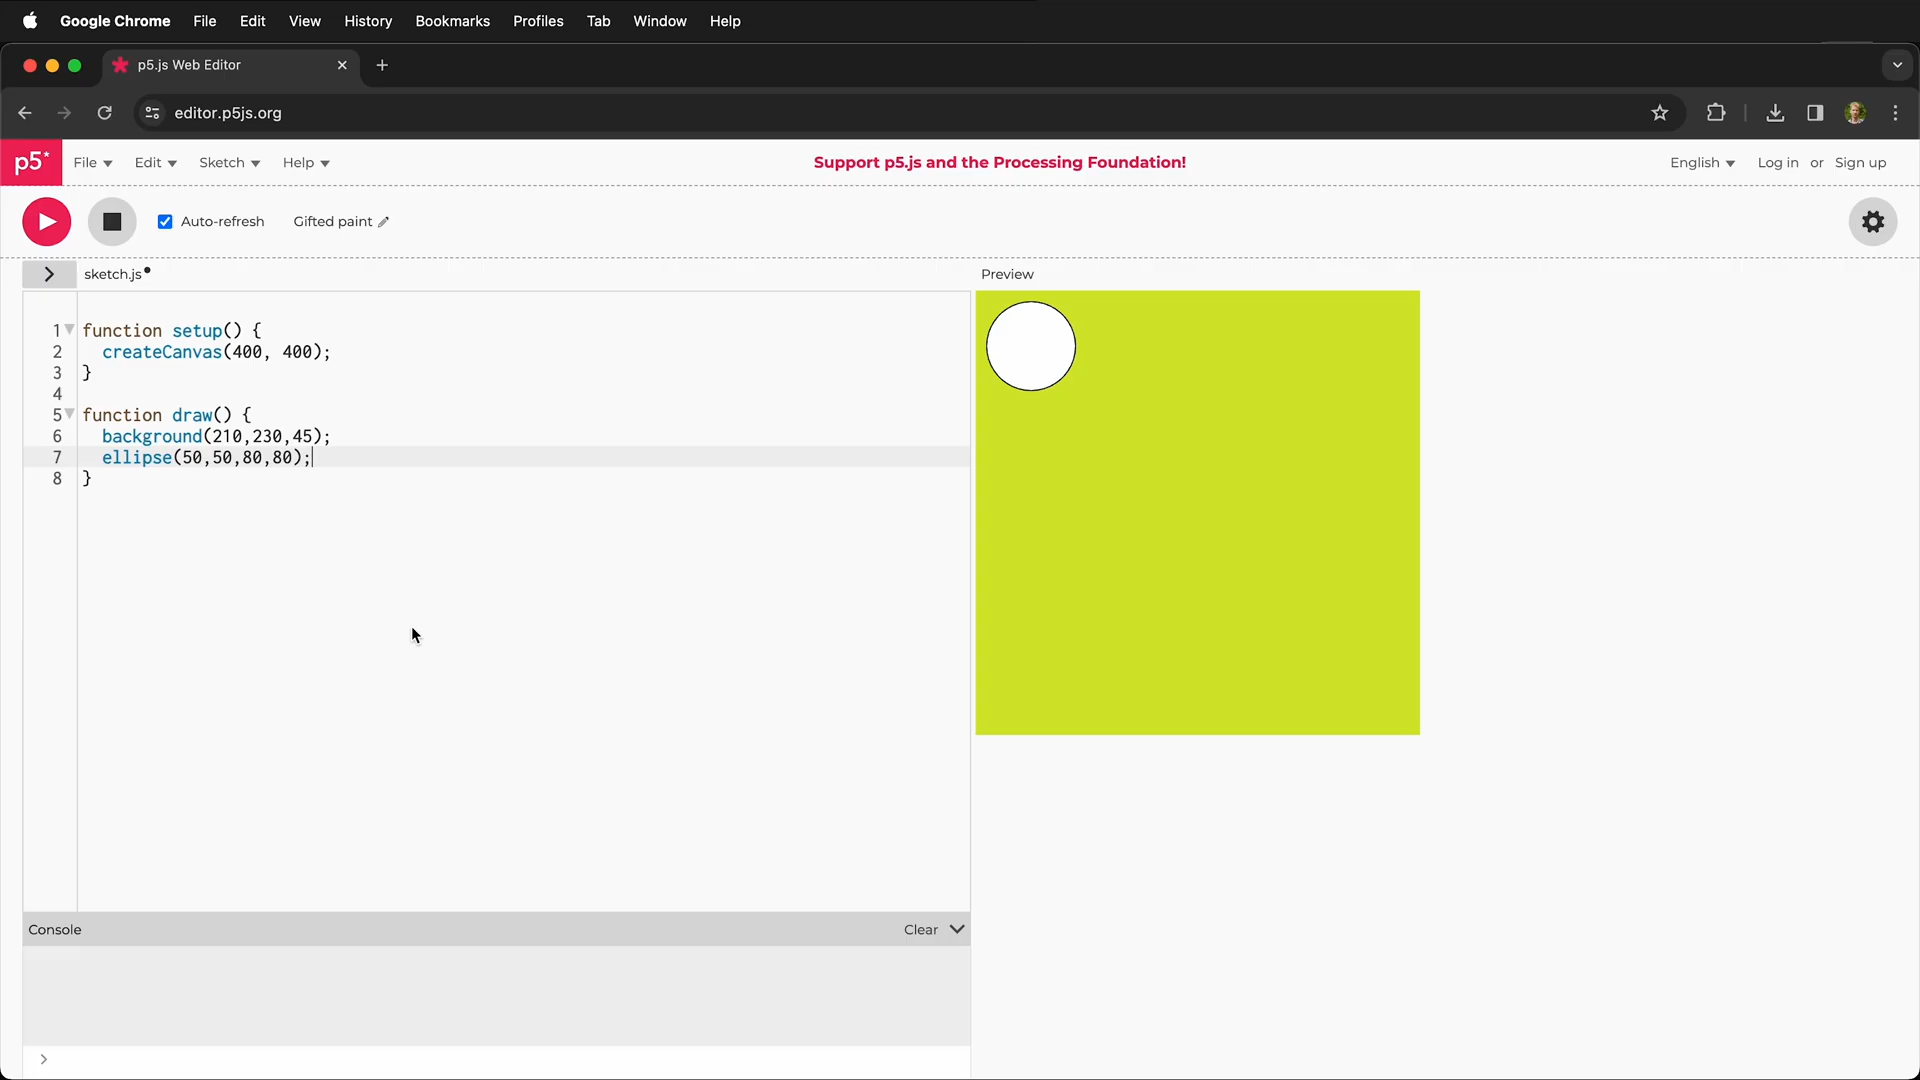 Google Chrome File Edit View History Bookmarks Profiles Tab Window Help
p5.js Web Editor
editor.p5js.org
p5* File Edit Sketch Help Support p5.js and the Processing Foundation! English Log in or Sign up
Auto-refresh Gifted paint
sketch.js Preview
1 function setup() {
2 createCanvas(400, 400);
3 }
4
5 function draw() {
6 background(210,230,45);
7 ellipse(50,50,80,80);
8 }
Console Clear
>